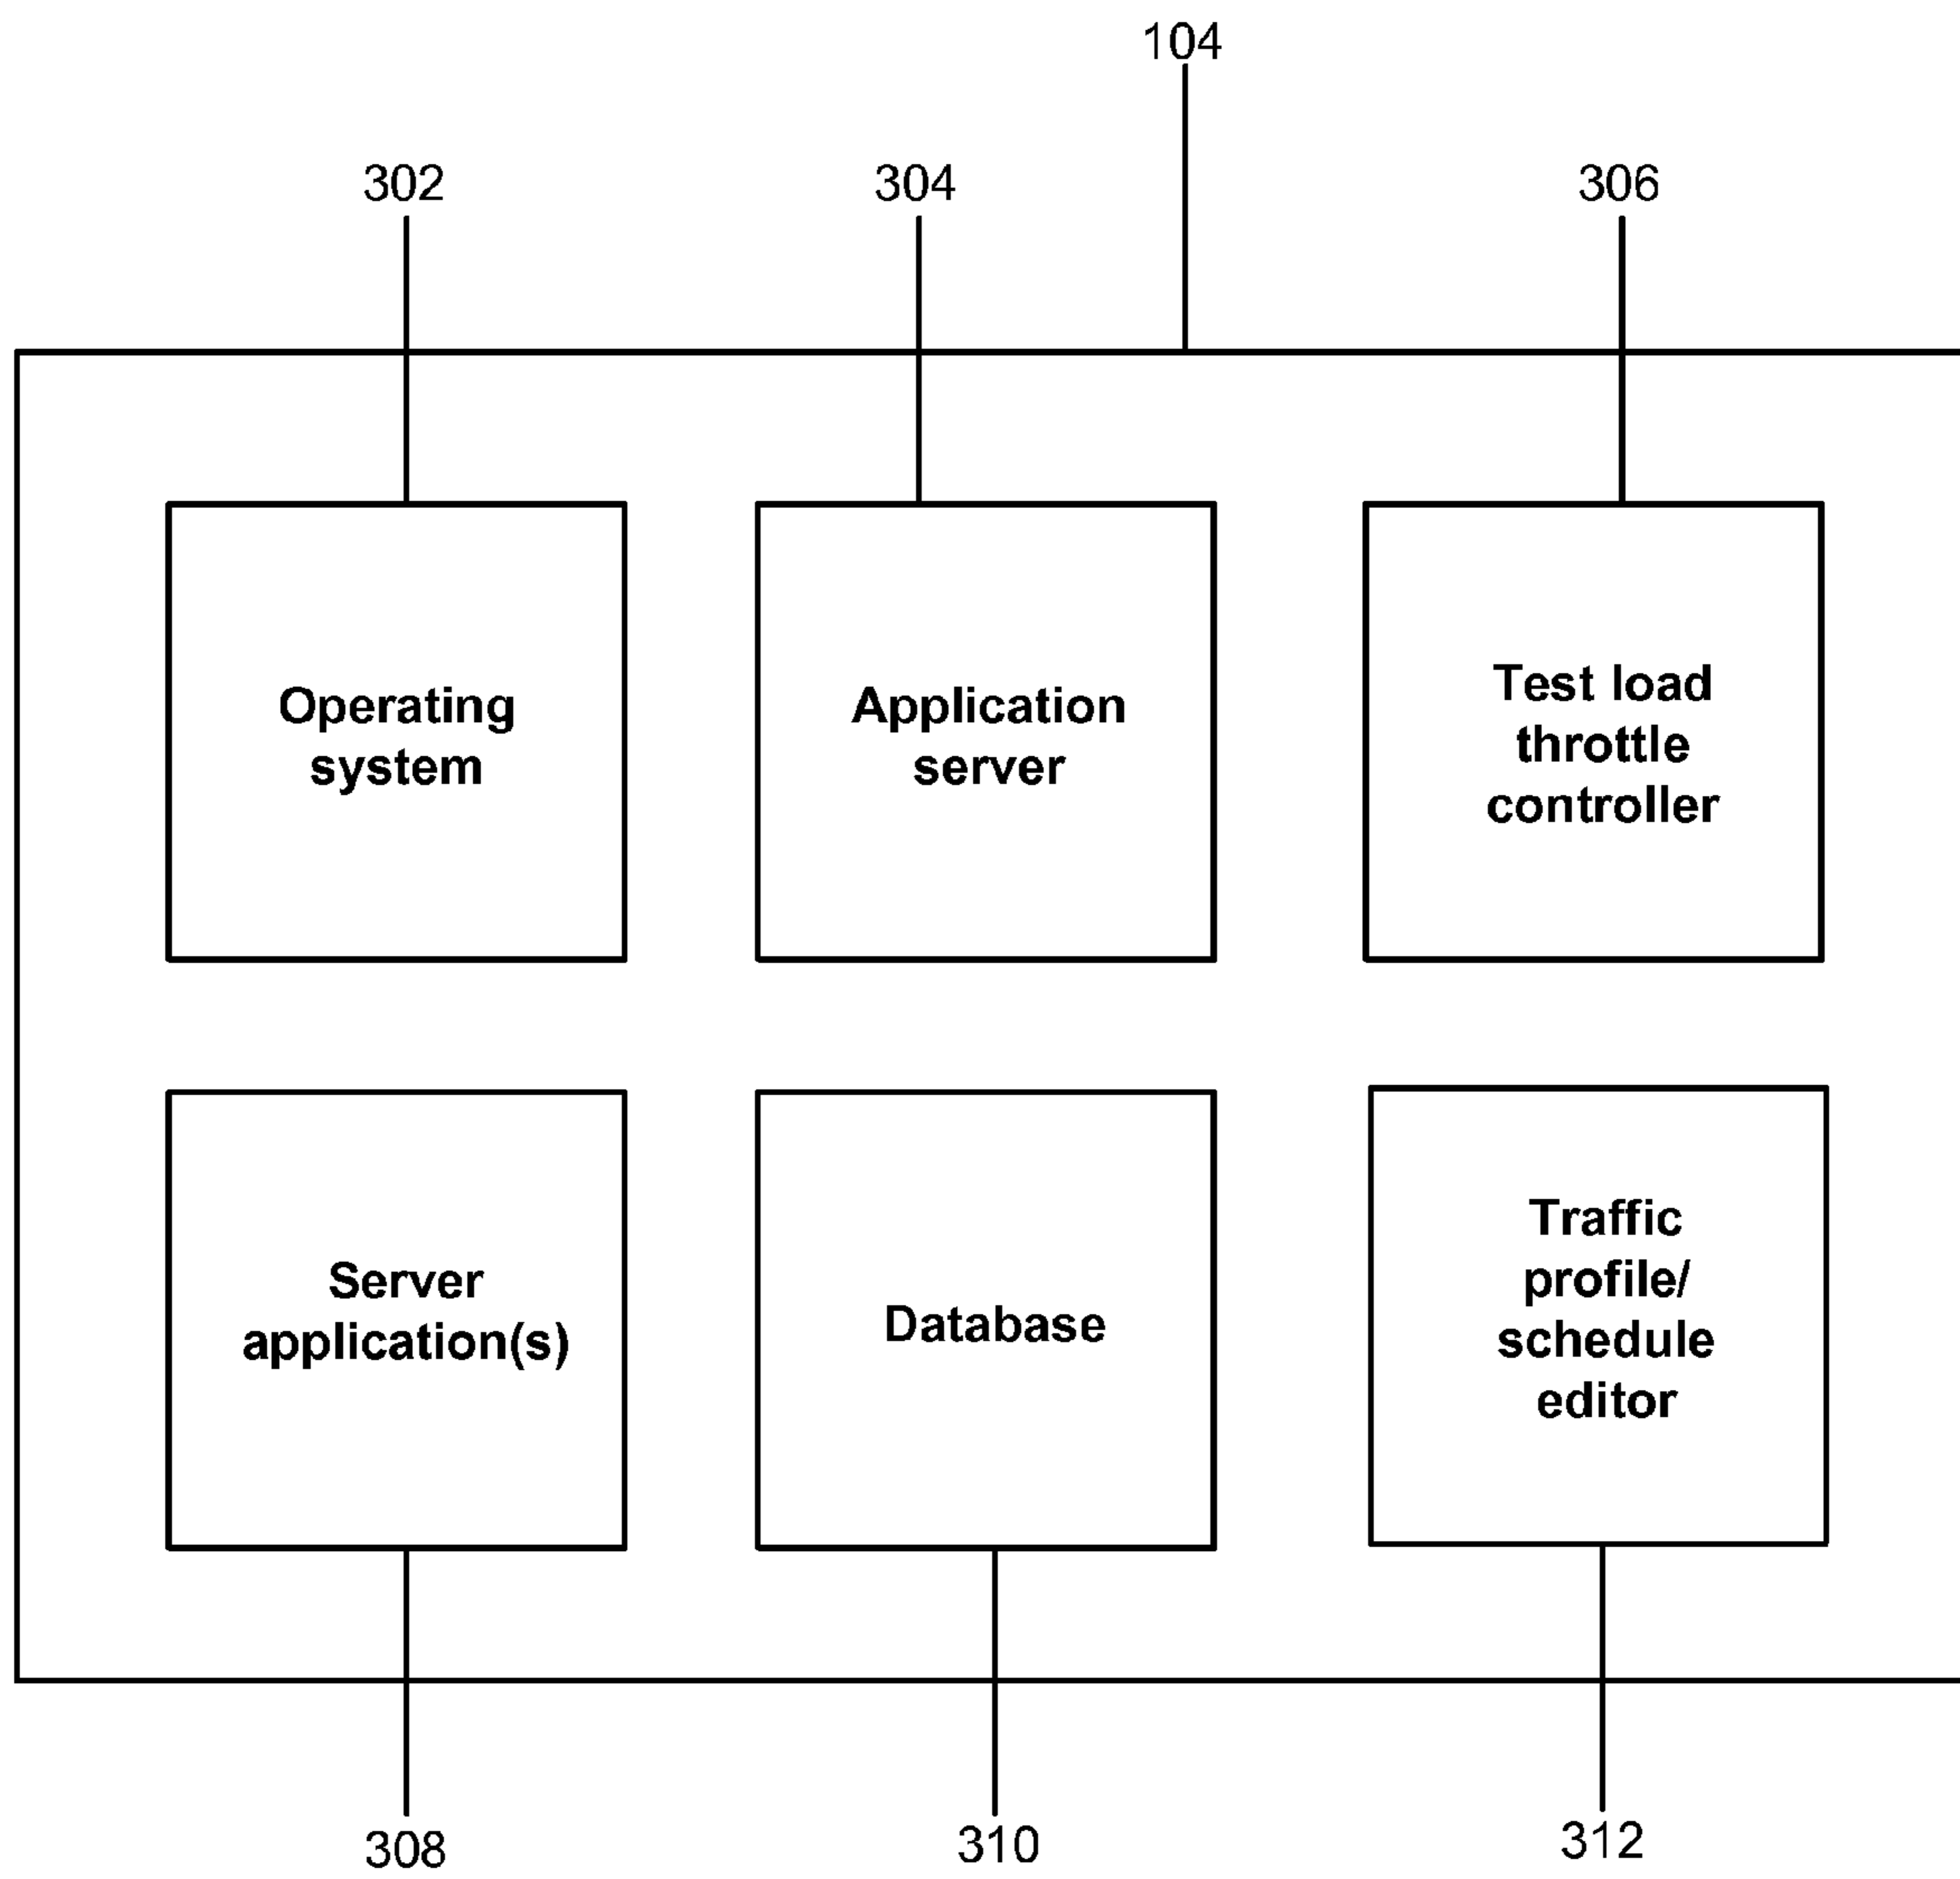 104
302
304
306
Operating
system
Application
server
Test load
throttle
controller
Server
application(s)
Database
Traffic
profile/
schedule
editor
308
310
312